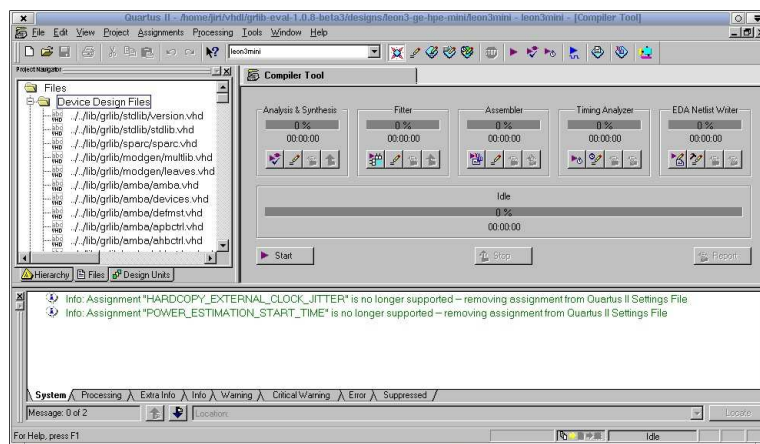 Quartus II - /home/jiri/vhdl/grlib-eval-1.0.8-beta3/designs/leon3-ge-hpe-mini/leon3mini - leon3mini - [Compiler Tool]
File Edit View Project Assignments Processing Tools Window Help
leon3mini
Project Navigator
Files
Device Design Files
../../lib/grlib/stdlib/version.vhd
../../lib/grlib/stdlib/stdlib.vhd
../../lib/grlib/sparc/sparc.vhd
../../lib/grlib/modgen/multlib.vhd
../../lib/grlib/modgen/leaves.vhd
../../lib/grlib/amba/amba.vhd
../../lib/grlib/amba/devices.vhd
../../lib/grlib/amba/defmst.vhd
../../lib/grlib/amba/apbctrl.vhd
../../lib/grlib/amba/ahbctrl.vhd
Hierarchy Files Design Units
Compiler Tool
Analysis & Synthesis Fitter Assembler Timing Analyzer EDA Netlist Writer
0 % 0 % 0 % 0 % 0 %
00:00:00 00:00:00 00:00:00 00:00:00 00:00:00
Idle
0 %
00:00:00
Start Stop Report
Info: Assignment "HARDCOPY_EXTERNAL_CLOCK_JITTER" is no longer supported -- removing assignment from Quartus II Settings File
Info: Assignment "POWER_ESTIMATION_START_TIME" is no longer supported -- removing assignment from Quartus II Settings File
System Processing Extra Info Info Warning Critical Warning Error Suppressed
Message: 0 of 2 Location: Locate
For Help, press F1 Idle